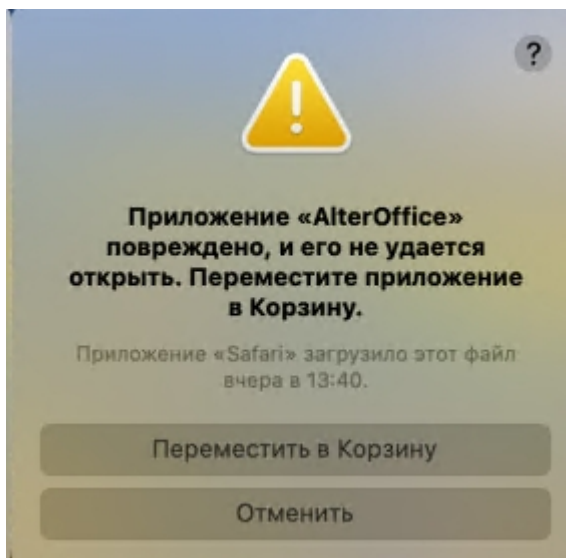 ?
Приложение «AlterOffice»
повреждено, и его не удается
открыть. Переместите приложение
в Корзину.
Приложение «Safari» загрузило этот файл
вчера в 13:40.
Переместить в Корзину
Отменить